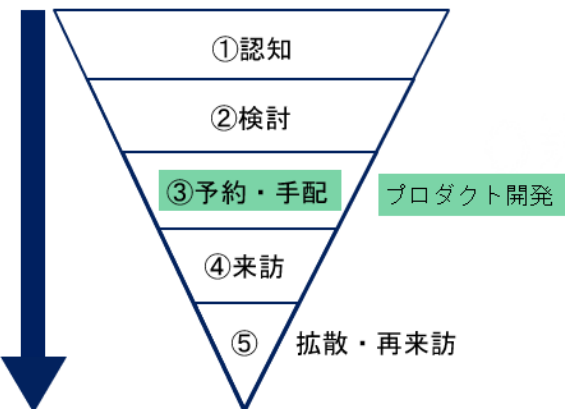 ①認知
②検討
③予約・手配
プロダクト開発
④来訪
⑤
拡散・再来訪